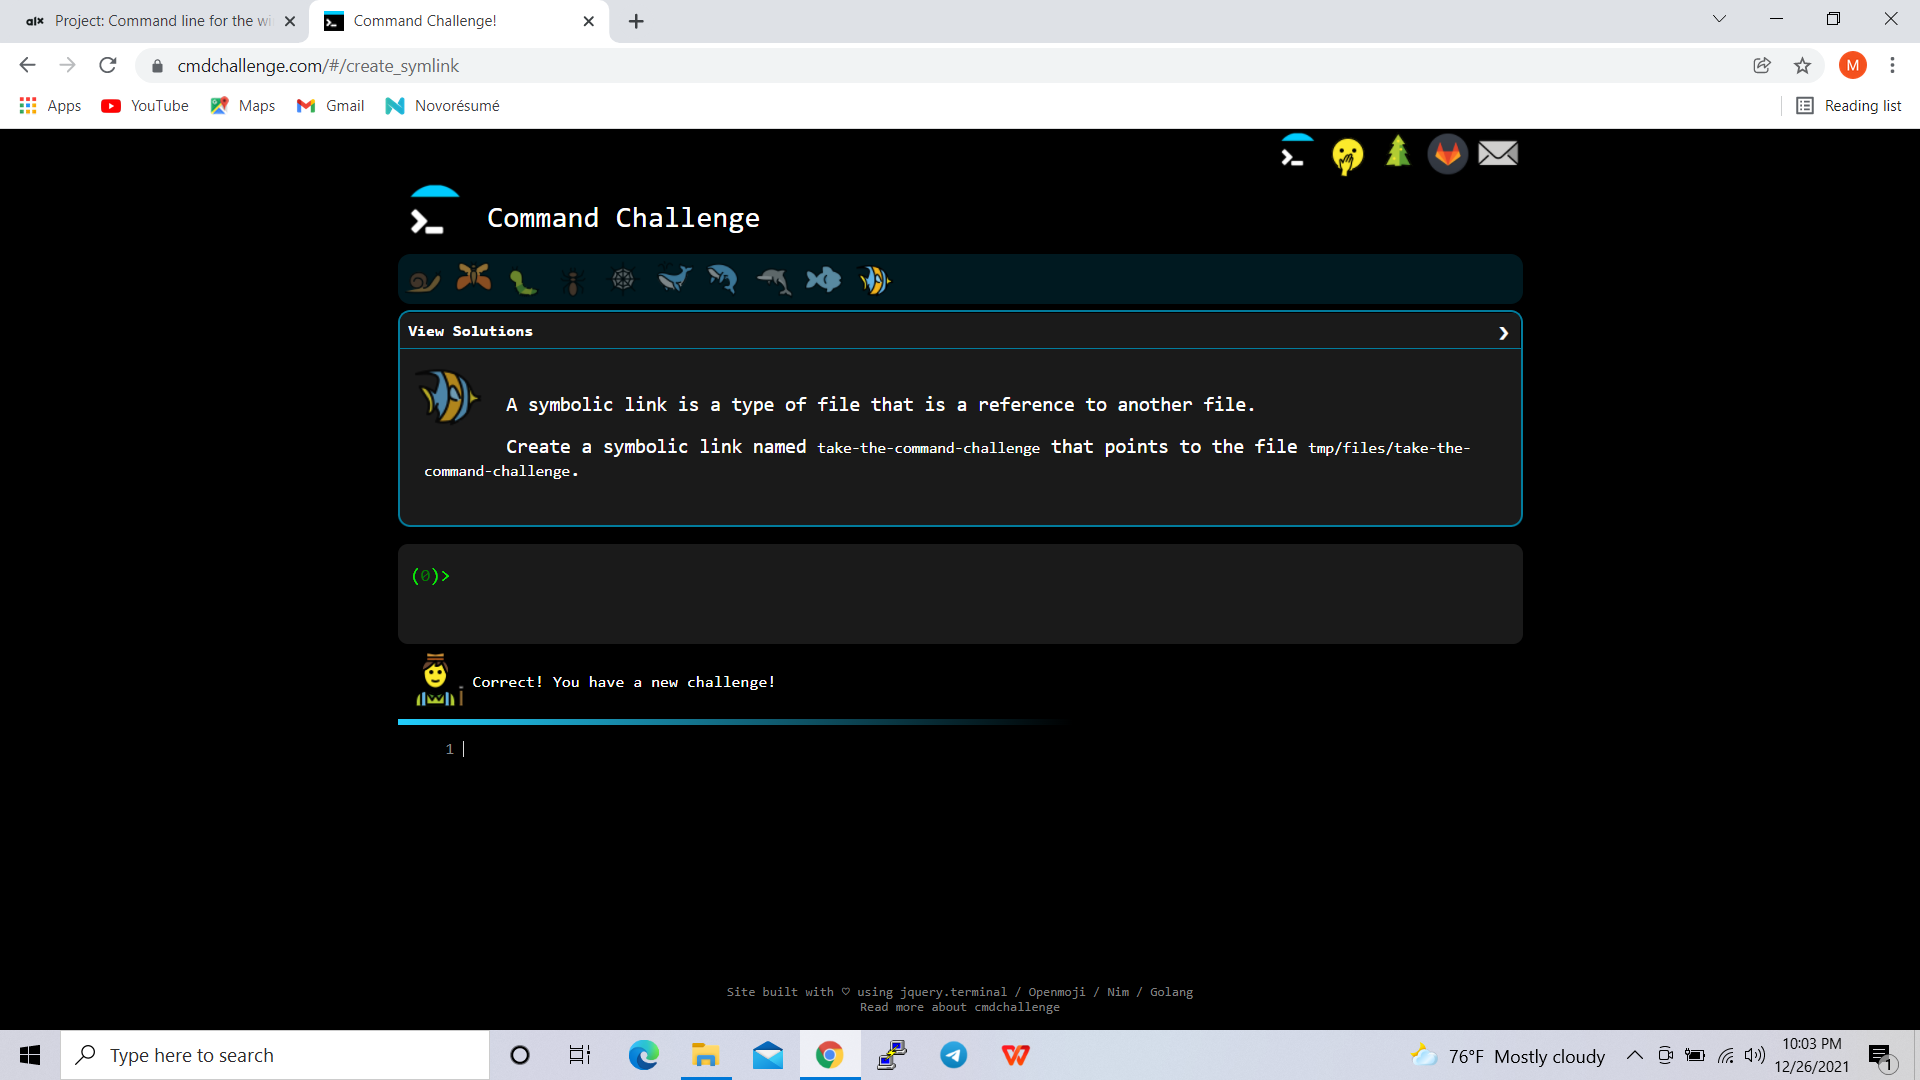 alx Project: Command line for the wi
Command Challenge!
cmdchallenge.com/#/create_symlink
M
Apps YouTube Maps Gmail Novorésumé Reading list
Command Challenge
View Solutions
A symbolic link is a type of file that is a reference to another file.
Create a symbolic link named take-the-command-challenge that points to the file tmp/files/take-the-
command-challenge.
(0)>
Correct! You have a new challenge!
1
Site built with ♡ using jquery.terminal / Openmoji / Nim / Golang
Read more about cmdchallenge
Type here to search
76°F Mostly cloudy
10:03 PM
12/26/2021
1